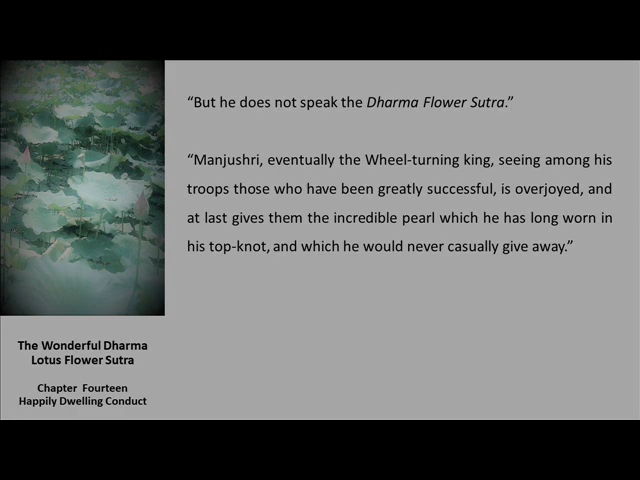 “But he does not speak the Dharma Flower Sutra.”
“Manjushri, eventually the Wheel-turning king, seeing among his
troops those who have been greatly successful, is overjoyed, and
at last gives them the incredible pearl which he has long worn in
his top-knot, and which he would never casually give away.”
The Wonderful Dharma
Lotus Flower Sutra
Chapter Fourteen
Happily Dwelling Conduct